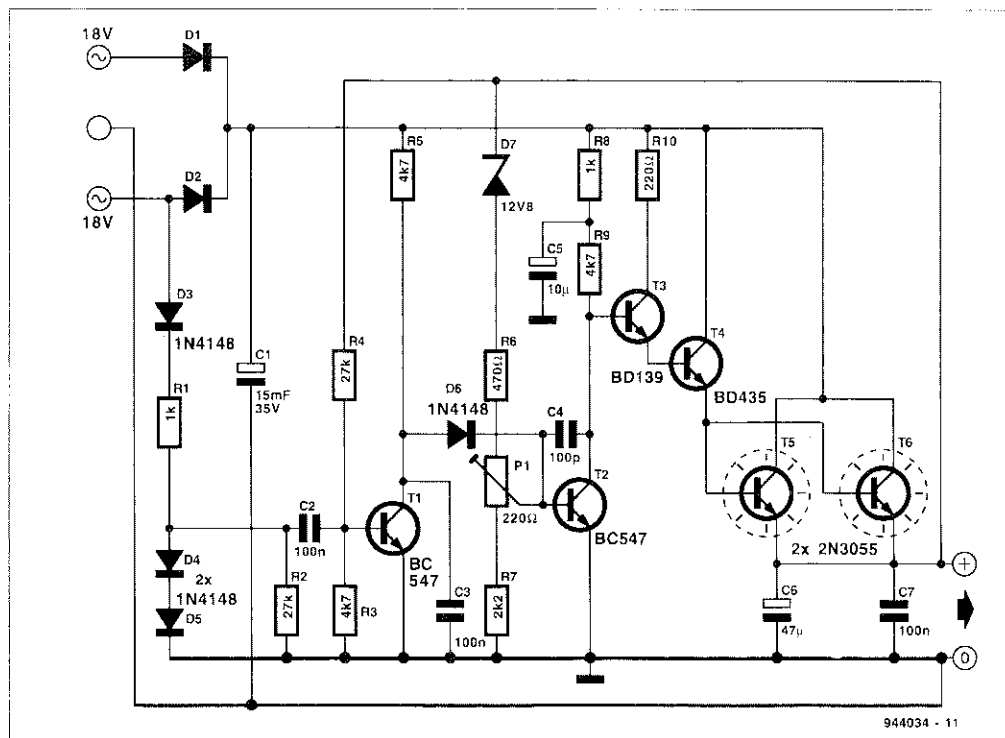 18V
D1
D2
18V
D3
1N4148
R1
1k
C1
15mF
35V
D4
2x
1N4148
D5
R2
27k
C2
100n
R4
27k
4k7
R3
R5
4k7
T1
BC
547
C3
100n
D6
1N4148
D7
12V8
R6
470Ω
P1
220Ω
R7
2k2
C4
100p
T2
BC547
C5
10µ
R8
1k
R9
4k7
R10
220Ω
T3
BD139
T4
BD435
T5
T6
2x 2N3055
C6
47µ
C7
100n
+
0
944034 - 11